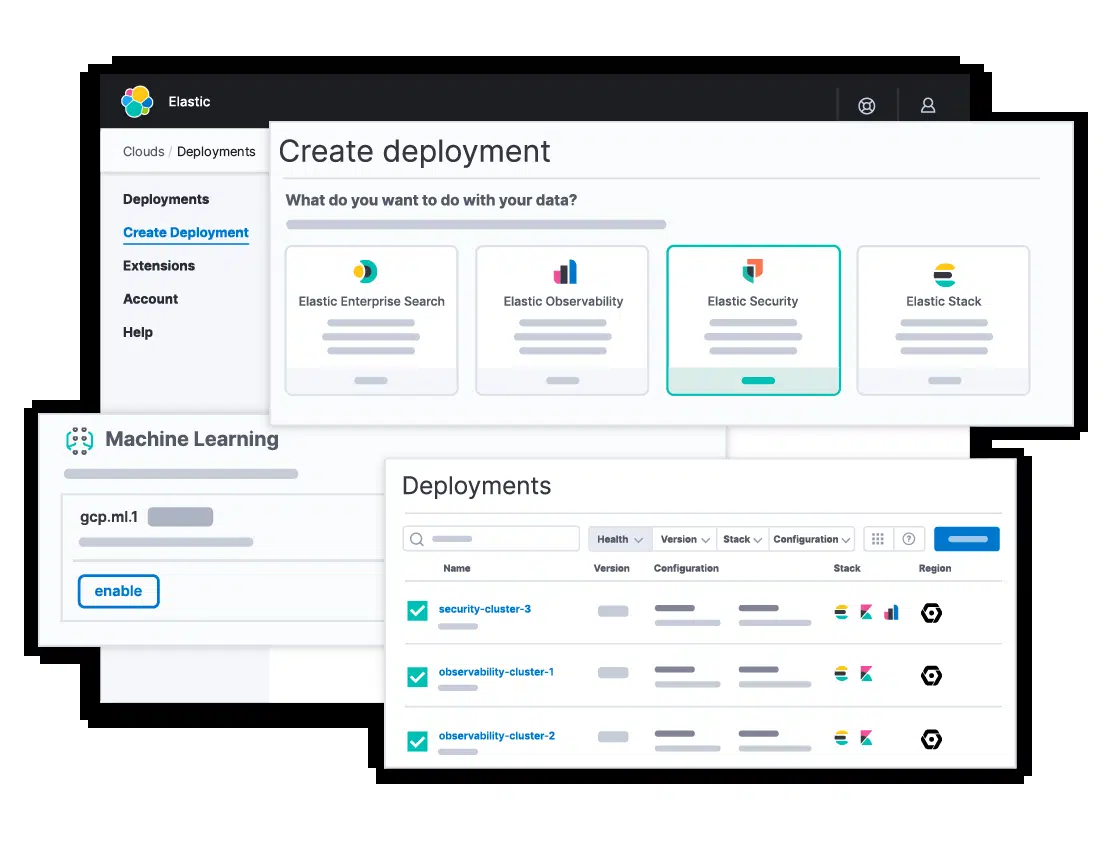 Elastic
Clouds / Deployments
Deployments
Create Deployment
Extensions
Account
Help
Create deployment
What do you want to do with your data?
Elastic Enterprise Search
Elastic Observability
Elastic Security
Elastic Stack
Machine Learning
gcp.ml.1
enable
Deployments
Health Version Stack Configuration
Name Version Configuration Stack Region
security-cluster-3
observability-cluster-1
observability-cluster-2